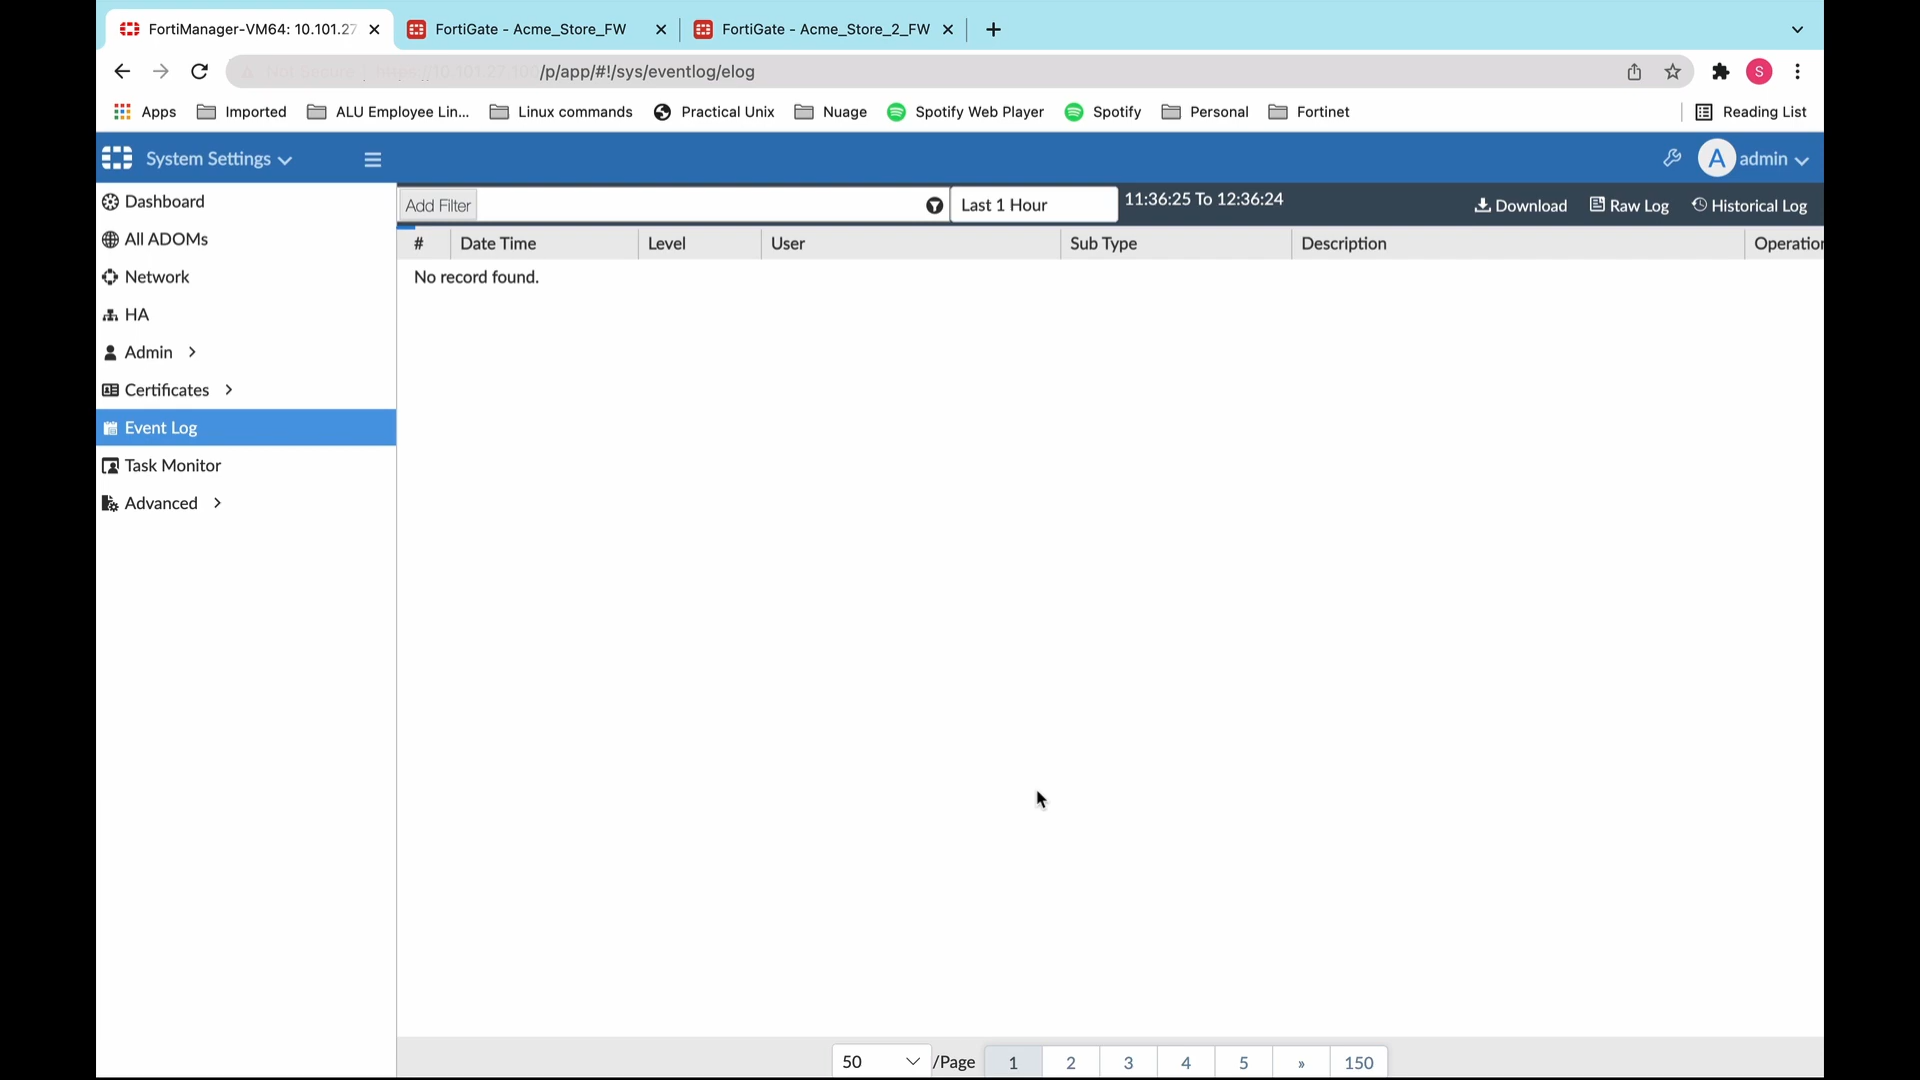 FortiManager-VM64: 10.101.27
FortiGate - Acme_Store_FW
FortiGate - Acme_Store_2_FW
/p/app/#!/sys/eventlog/elog
S
Apps
Imported
ALU Employee Lin...
Linux commands
Practical Unix
Nuage
Spotify Web Player
Spotify
Personal
Fortinet
Reading List
System Settings
A admin
Dashboard
All ADOMs
Network
HA
Admin
Certificates
Event Log
Task Monitor
Advanced
Add Filter
Last 1 Hour
11:36:25 To 12:36:24
Download
Raw Log
Historical Log
# Date Time Level User Sub Type Description Operation
No record found.
50 /Page 1 2 3 4 5 » 150